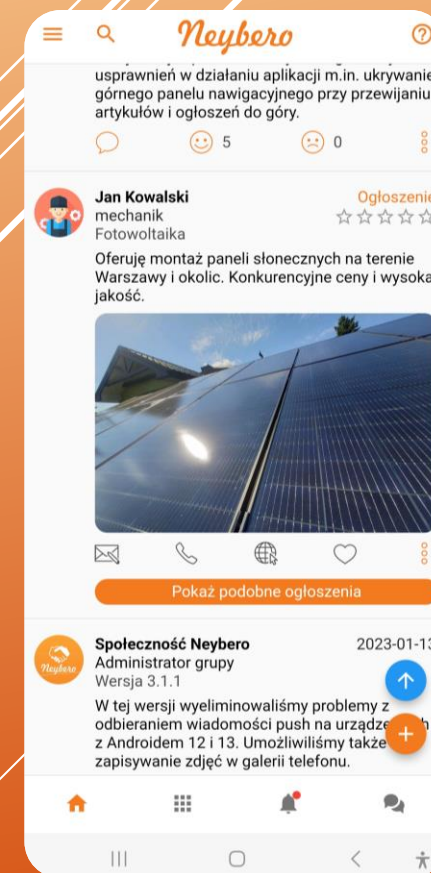 Neybero
usprawnień w działaniu aplikacji m.in. ukrywanie
górnego panelu nawigacyjnego przy przewijaniu
artykułów i ogłoszeń do góry.
5 0
Jan Kowalski Ogłoszenie
mechanik
Fotowoltaika
Oferuję montaż paneli słonecznych na terenie
Warszawy i okolic. Konkurencyjne ceny i wysoka
jakość.
Pokaż podobne ogłoszenia
Społeczność Neybero 2023-01-13
Neybero
Administrator grupy
Wersja 3.1.1
W tej wersji wyeliminowaliśmy problemy z
odbieraniem wiadomości push na
z Androidem 12 i 13. Umożliwiliśmy także
zapisywanie zdjęć w galerii telefonu.